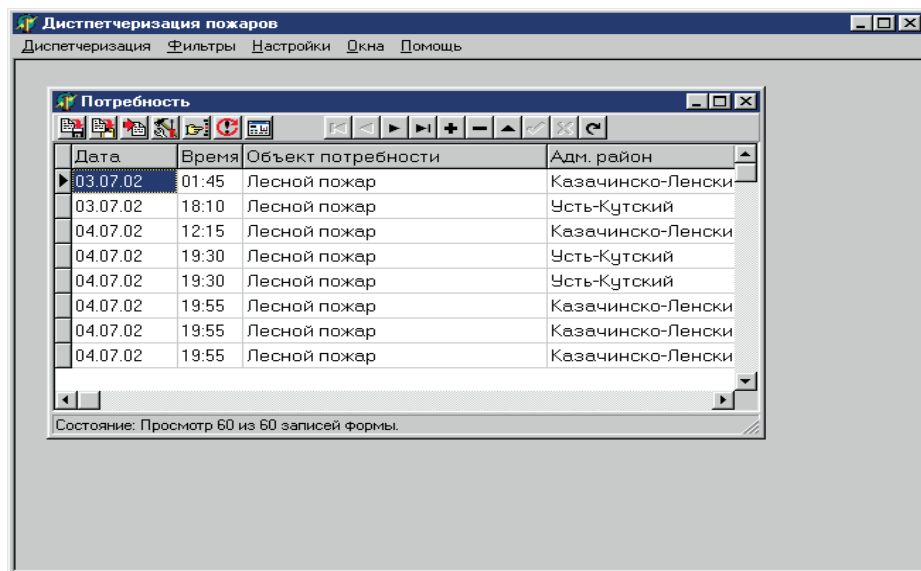 Дистпетчеризация пожаров
Диспетчеризация Фильтры Настройки Окна Помощь
Потребность
Дата Время Объект потребности Адм. район
03.07.02 01:45 Лесной пожар Казачинско-Ленски
03.07.02 18:10 Лесной пожар Усть-Кутский
04.07.02 12:15 Лесной пожар Казачинско-Ленски
04.07.02 19:30 Лесной пожар Усть-Кутский
04.07.02 19:30 Лесной пожар Усть-Кутский
04.07.02 19:55 Лесной пожар Казачинско-Ленски
04.07.02 19:55 Лесной пожар Казачинско-Ленски
04.07.02 19:55 Лесной пожар Казачинско-Ленски
Состояние: Просмотр 60 из 60 записей формы.